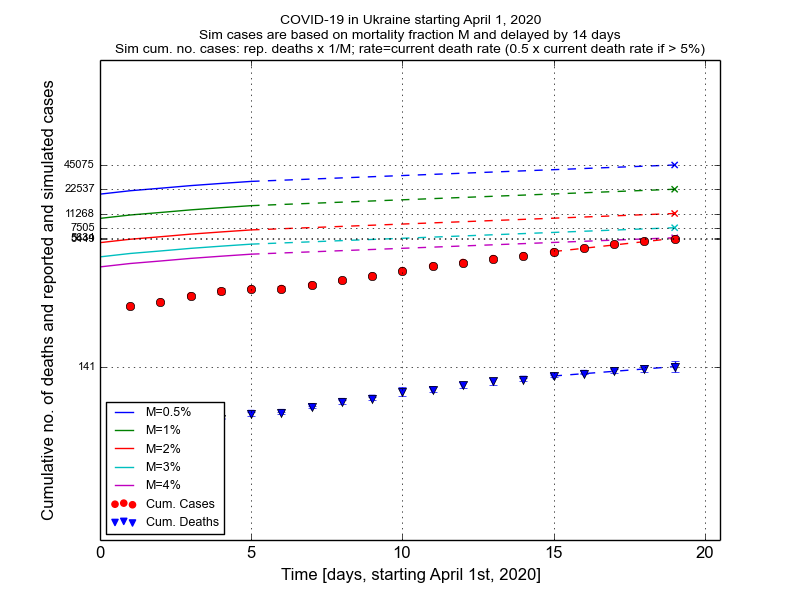 COVID-19 in Ukraine starting April 1, 2020
Sim cases are based on mortality fraction M and delayed by 14 days
Sim cum. no. cases: rep. deaths x 1/M; rate=current death rate (0.5 x current death rate if > 5%)
Cumulative no. of deaths and reported and simulated cases
45075
22537
11268
7505
141
M=0.5%
M=1%
M=2%
M=3%
M=4%
Cum. Cases
Cum. Deaths
0
5
10
15
20
Time [days, starting April 1st, 2020]